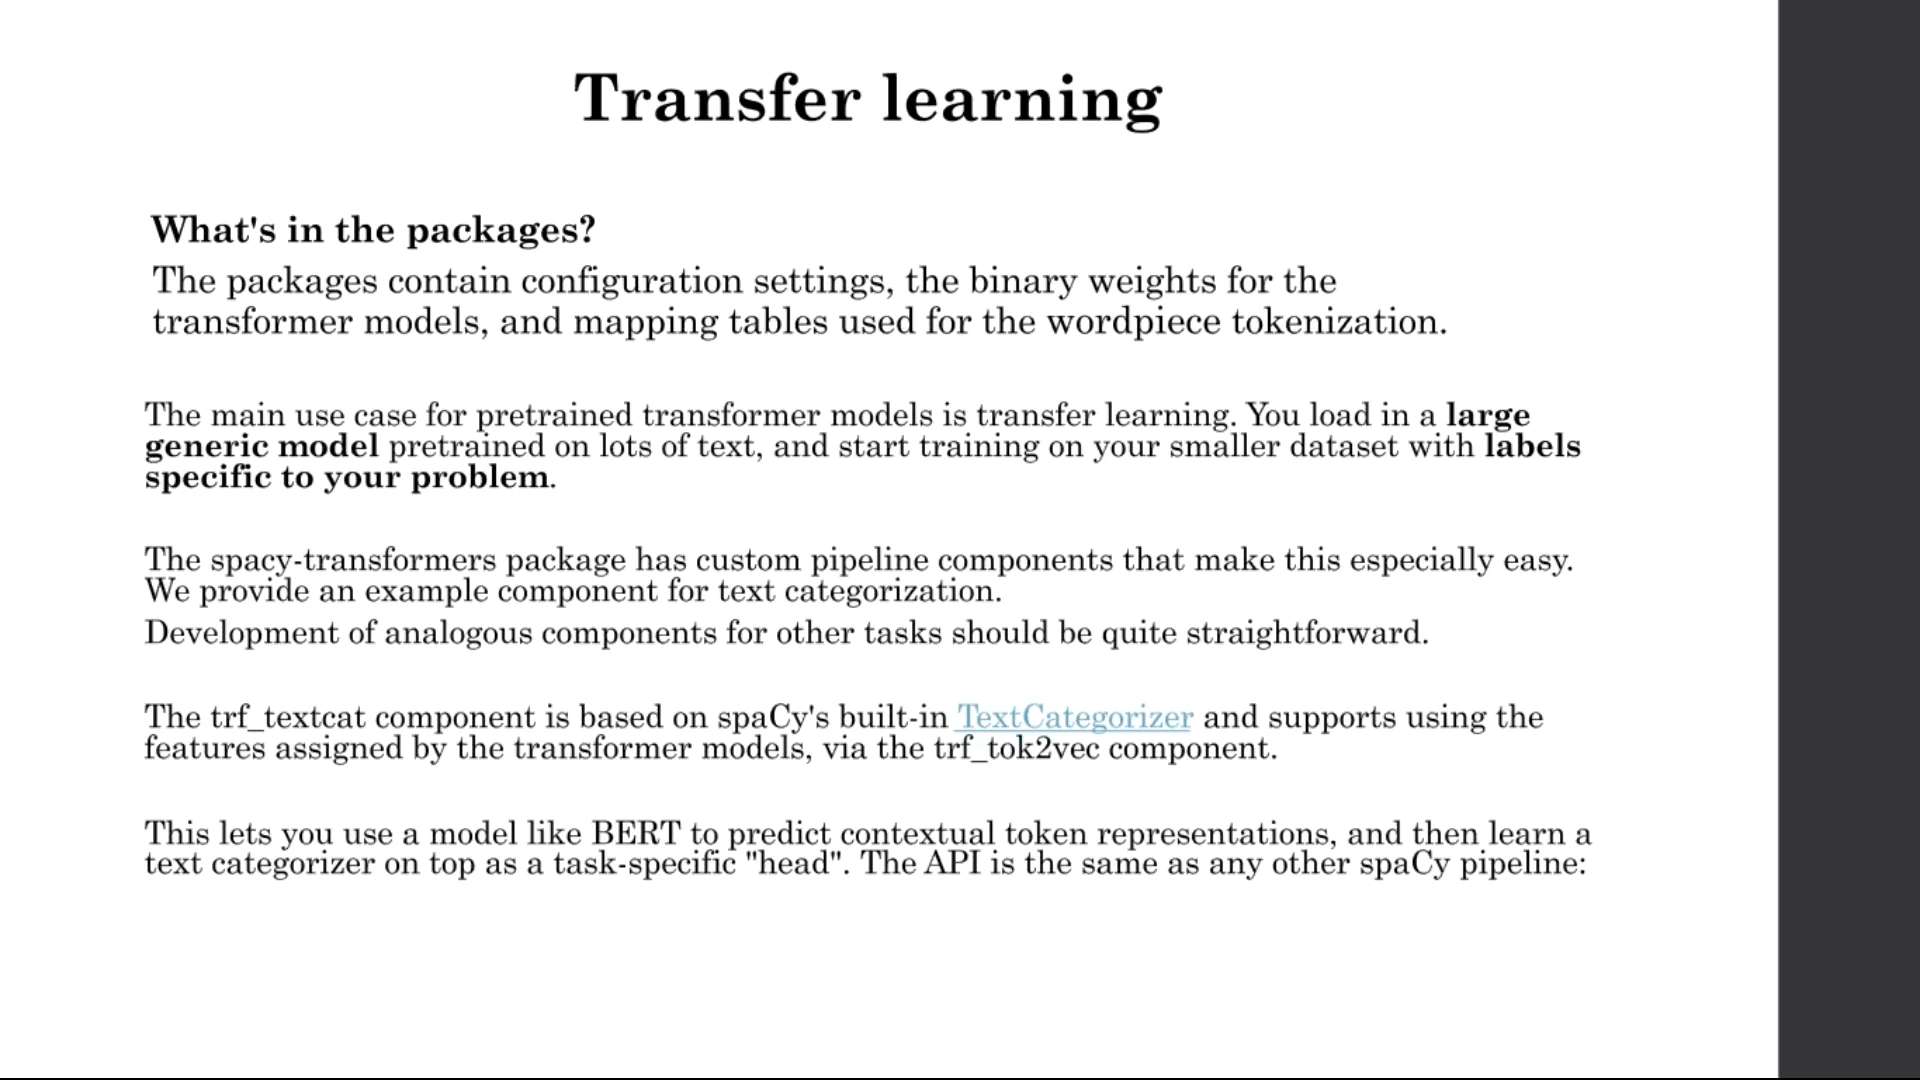 Transfer learning
What's in the packages?
The packages contain configuration settings, the binary weights for the
transformer models, and mapping tables used for the wordpiece tokenization.
The main use case for pretrained transformer models is transfer learning. You load in a large
generic model pretrained on lots of text, and start training on your smaller dataset with labels
specific to your problem.
The spacy-transformers package has custom pipeline components that make this especially easy.
We provide an example component for text categorization.
Development of analogous components for other tasks should be quite straightforward.
The trf_textcat component is based on spaCy's built-in TextCategorizer and supports using the
features assigned by the transformer models, via the trf_tok2vec component.
This lets you use a model like BERT to predict contextual token representations, and then learn a
text categorizer on top as a task-specific "head". The API is the same as any other spaCy pipeline: